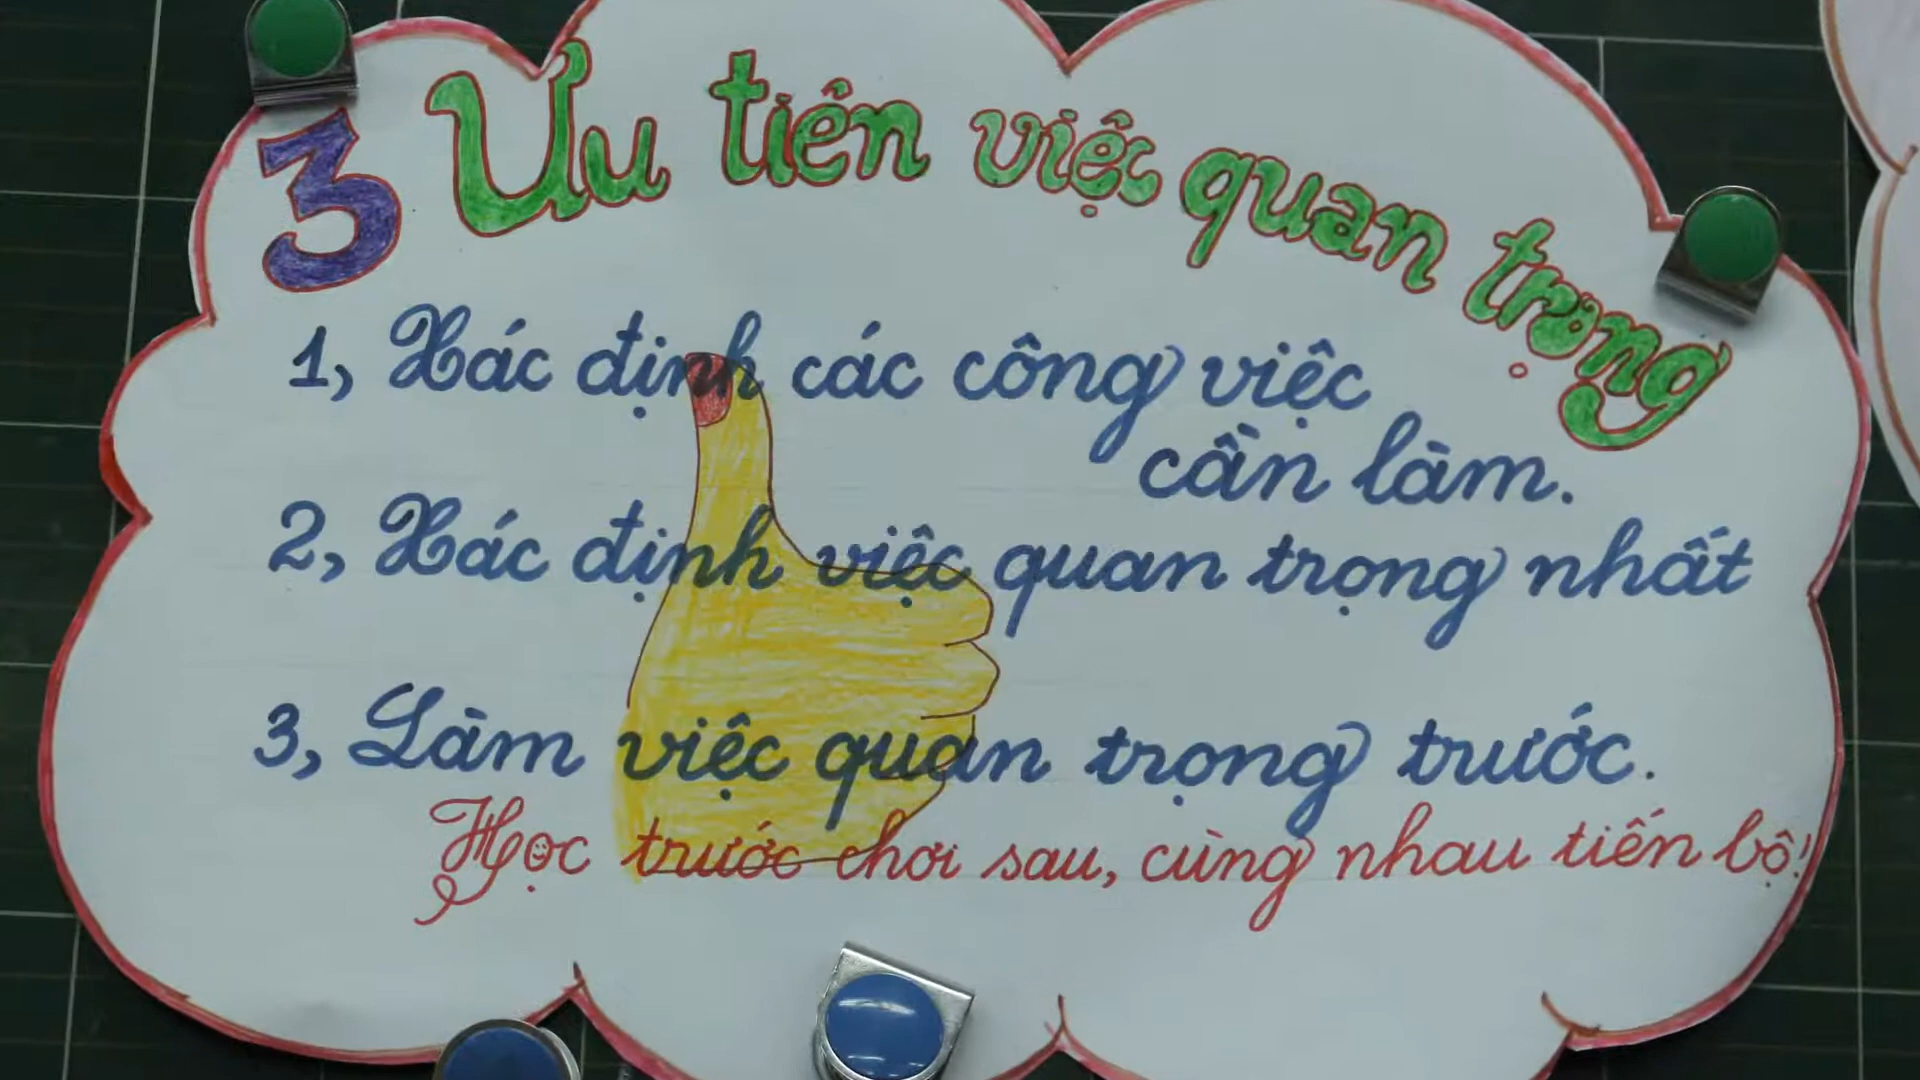 3 Ưu tiên việc quan trọng
1, Xác định các công việc
cần làm.
2, Xác định việc quan trọng nhất
3, Làm việc quan trọng trước.
Học trước chơi sau, cùng nhau tiến bộ!